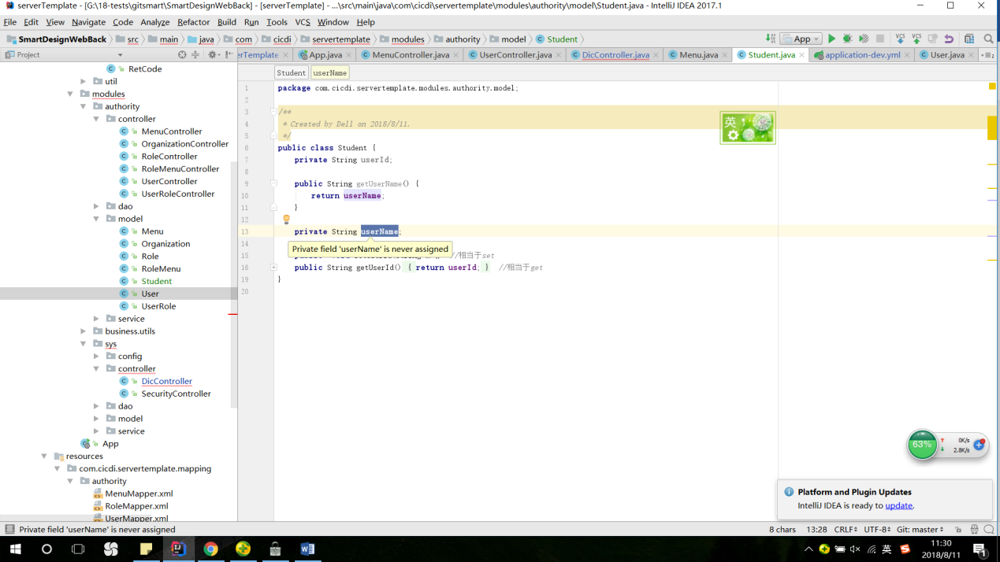 serverTemplate - [G:\18-tests\gitsmart\SmartDesignWebBack] - [serverTemplate] - ...\src\main\java\com\cicdi\servertemplate\modules\authority\model\Student.java - IntelliJ IDEA 2017.1
File Edit View Navigate Code Analyze Refactor Build Run Tools VCS Window Help
SmartDesignWebBack src main java com cicdi servertemplate modules authority model Student App VCS VCS
Project erTemplate App.java MenuController.java UserController.java DicController.java Menu.java Student.java application-dev.yml User.java
Student userName
RetCode
util
modules
authority
controller
MenuController
OrganizationController
RoleController
RoleMenuController
UserController
UserRoleController
dao
model
Menu
Organization
Role
RoleMenu
Student
User
UserRole
service
business.utils
sys
config
controller
DicController
SecurityController
dao
model
service
App
resources
com.cicdi.servertemplate.mapping
authority
MenuMapper.xml
RoleMapper.xml
UserMapper.xml
1 package com.cicdi.servertemplate.modules.authority.model;
2
3 /**
4 * Created by Dell on 2018/8/11.
5 */
6 public class Student {
7 private String userId;
8
9 public String getUserName() {
10 return userName;
11 }
12
13 private String userName;
14
Private field 'userName' is never assigned
15 //相当于set
16 public String getUserId() { return userId; } //相当于get
19 }
20
英
63% 0K/s
2.8K/s
Platform and Plugin Updates
IntelliJ IDEA is ready to update.
Private field 'userName' is never assigned 8 chars 13:28 CRLF UTF-8 Git: master
英 11:30
2018/8/11
1